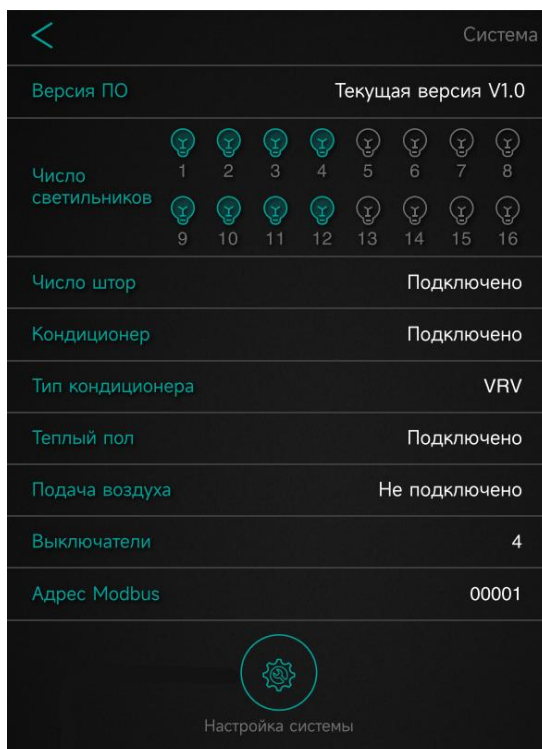 Система
Версия ПО Текущая версия V1.0
1 2 3 4 5 6 7 8
Число
светильников
9 10 11 12 13 14 15 16
Число штор Подключено
Кондиционер Подключено
Тип кондиционера VRV
Теплый пол Подключено
Подача воздуха Не подключено
Выключатели 4
Адрес Modbus 00001
Настройка системы